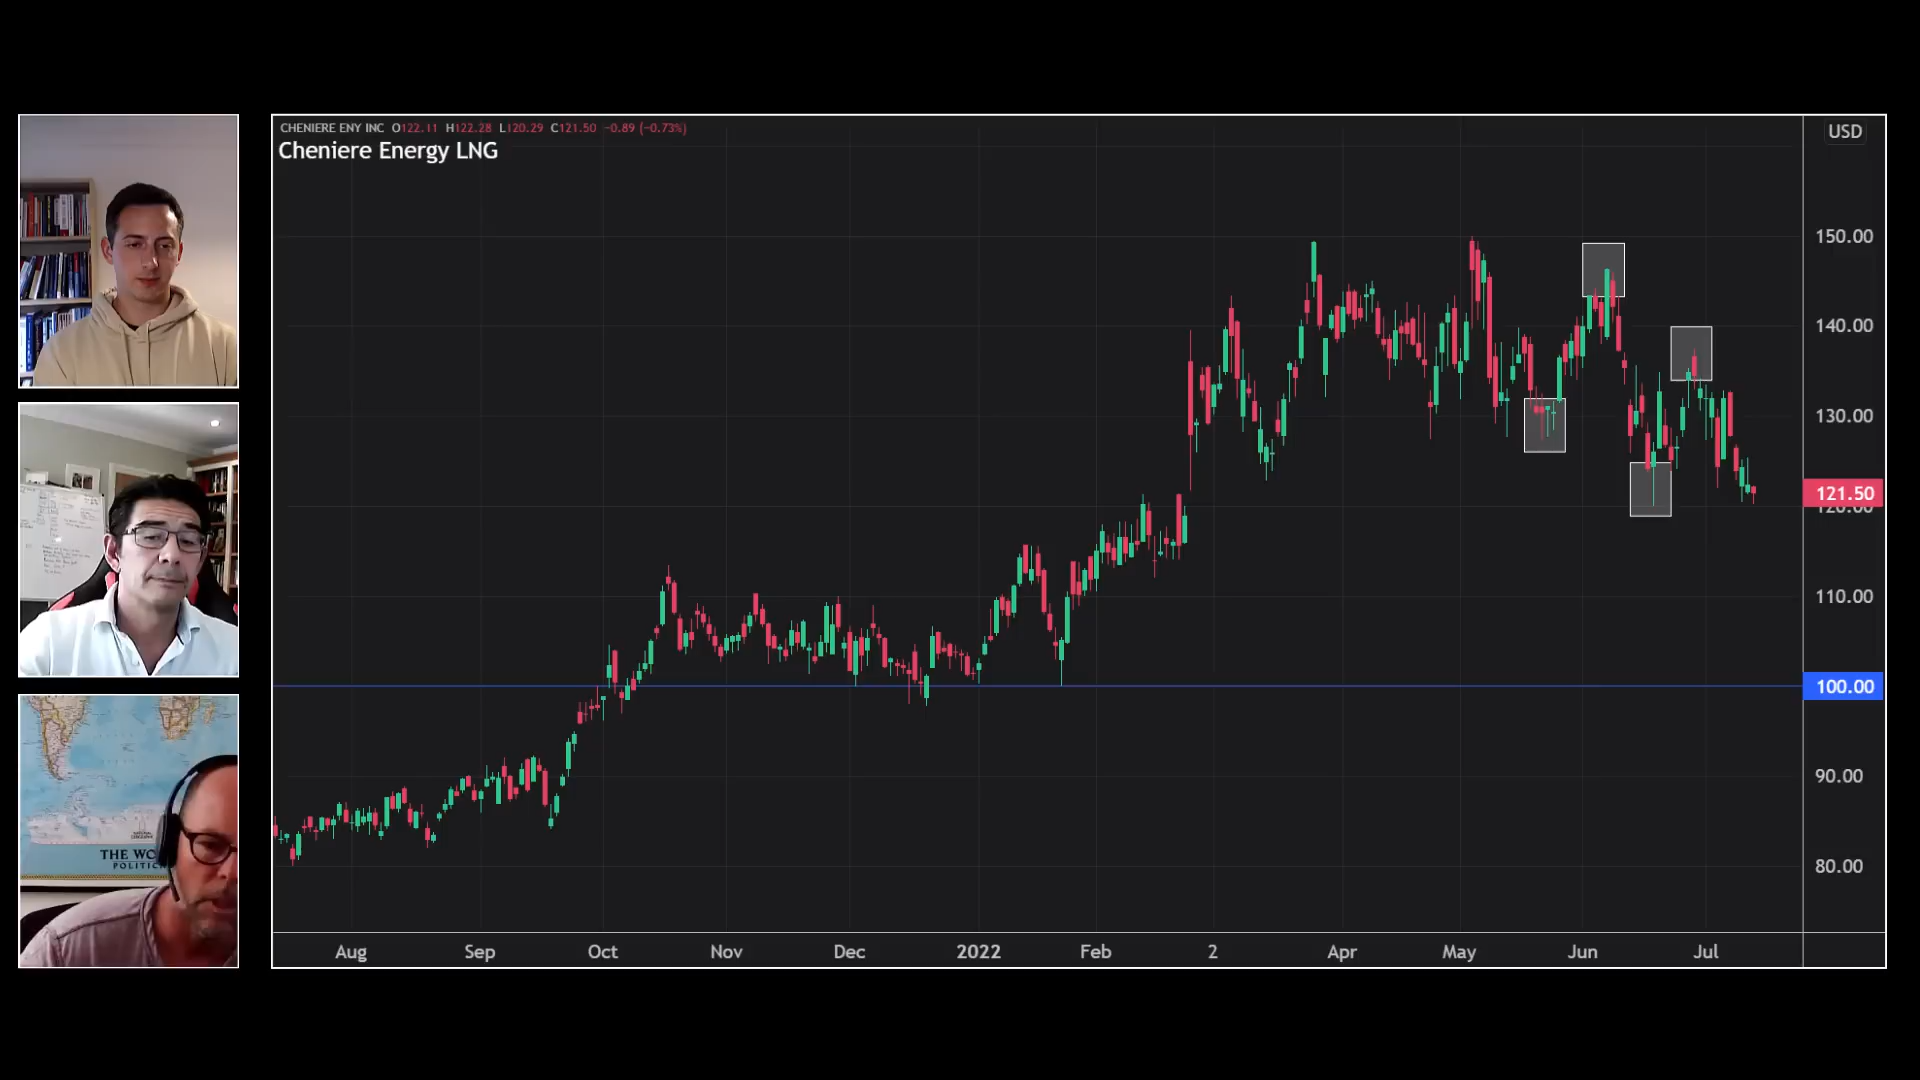 CHENIERE ENY INC O122.11 H122.28 L120.29 C121.50 −0.89 (−0.73%)
Cheniere Energy LNG
USD
150.00
140.00
130.00
121.50
120.00
110.00
100.00
90.00
80.00
Aug Sep Oct Nov Dec 2022 Feb 2 Apr May Jun Jul
THE WO
POLITIC